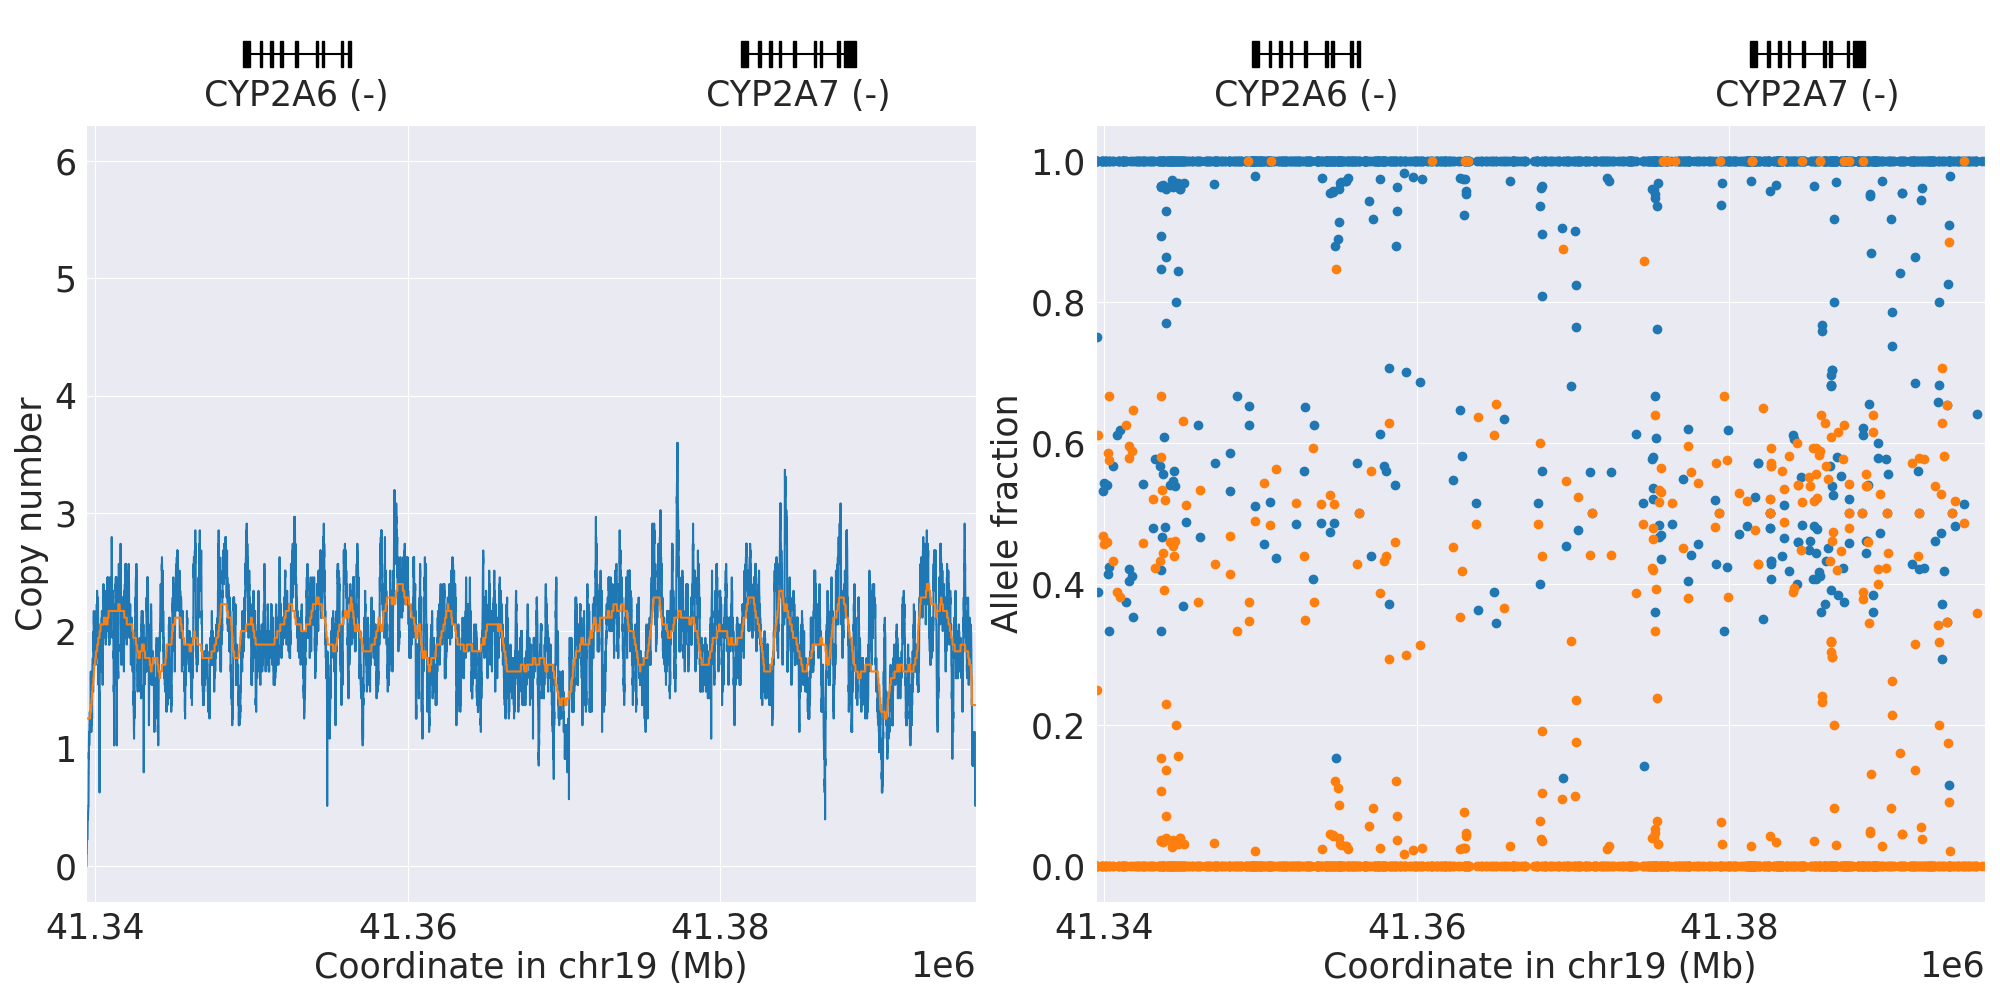 CYP2A6 (-)
CYP2A7 (-)
CYP2A6 (-)
CYP2A7 (-)
Copy number
6
5
4
3
2
1
0
41.34
41.36
41.38
Coordinate in chr19 (Mb)
1e6
Allele fraction
1.0
0.8
0.6
0.4
0.2
0.0
41.34
41.36
41.38
Coordinate in chr19 (Mb)
1e6